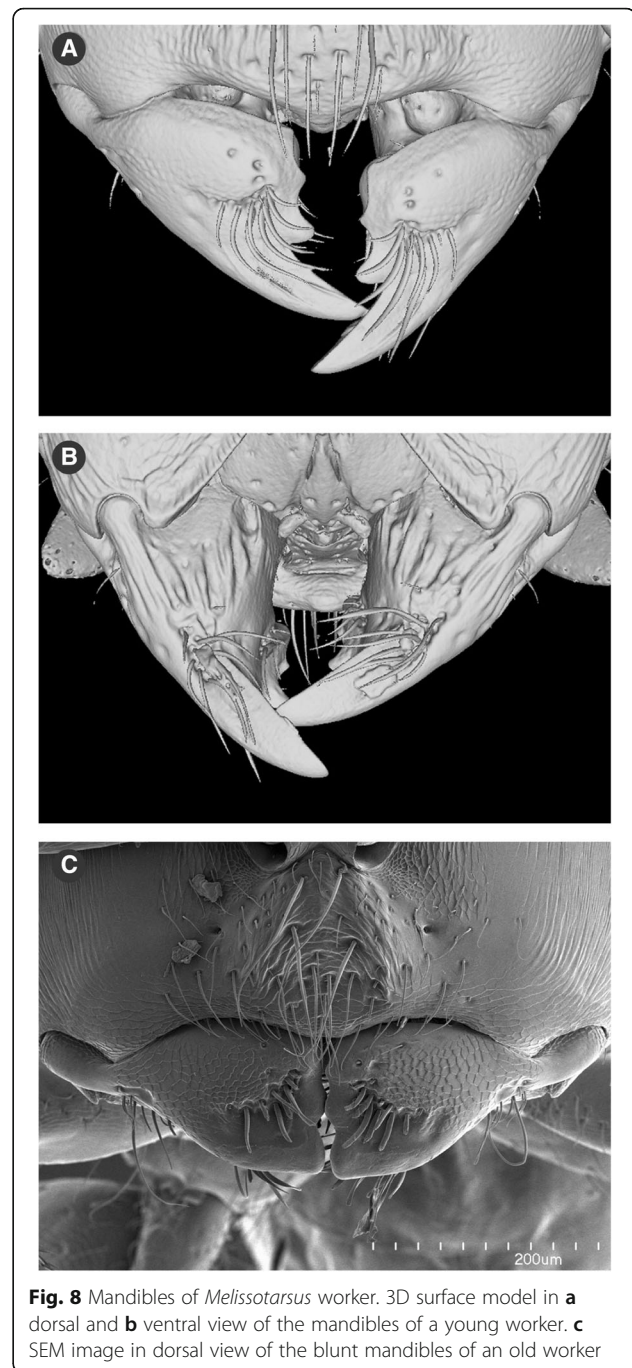 A
B
C
200um
Fig. 8 Mandibles of Melissotarsus worker. 3D surface model in a
dorsal and b ventral view of the mandibles of a young worker. c
SEM image in dorsal view of the blunt mandibles of an old worker